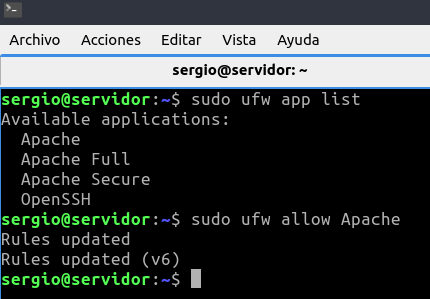 Archivo Acciones Editar Vista Ayuda
sergio@servidor: ~
sergio@servidor:~$ sudo ufw app list
Available applications:
  Apache
  Apache Full
  Apache Secure
  OpenSSH
sergio@servidor:~$ sudo ufw allow Apache
Rules updated
Rules updated (v6)
sergio@servidor:~$